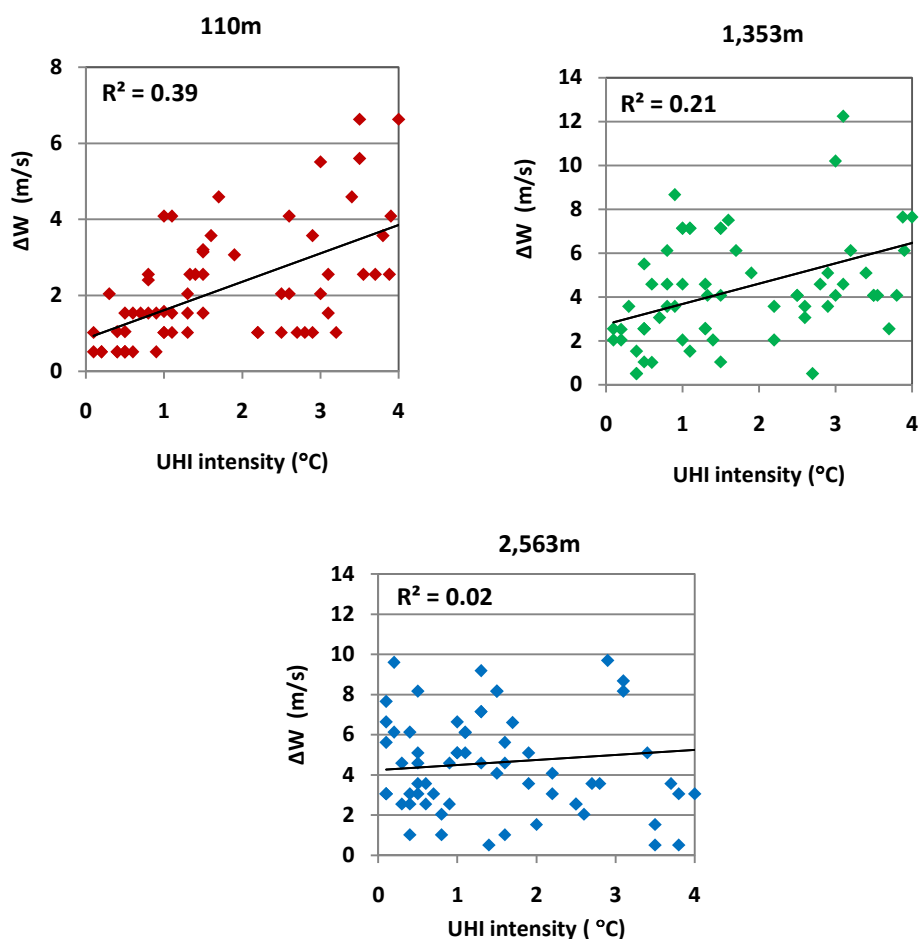 110m
R² = 0.39
8
6
4
2
0
ΔW (m/s)
0 1 2 3 4
UHI intensity (°C)
1,353m
R² = 0.21
14
12
10
8
6
4
2
0
ΔW (m/s)
0 1 2 3 4
UHI intensity (°C)
2,563m
R² = 0.02
14
12
10
8
6
4
2
0
ΔW (m/s)
0 1 2 3 4
UHI intensity ( °C)